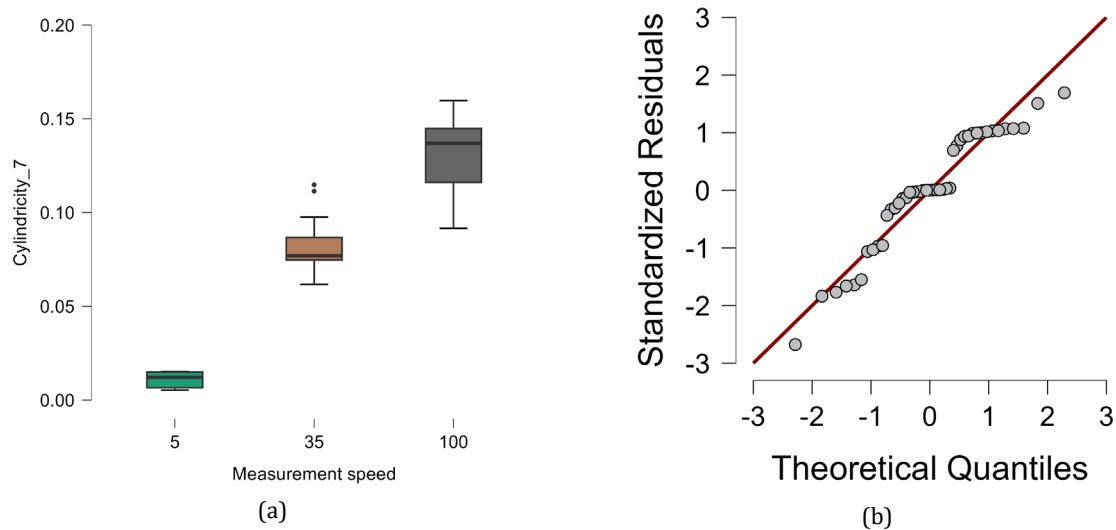 0.20
0.15
0.10
0.05
0.00
Cylindricity_7
5 35 100
Measurement speed
(a)
3
2
1
0
-1
-2
-3
Standardized Residuals
-3 -2 -1 0 1 2 3
Theoretical Quantiles
(b)